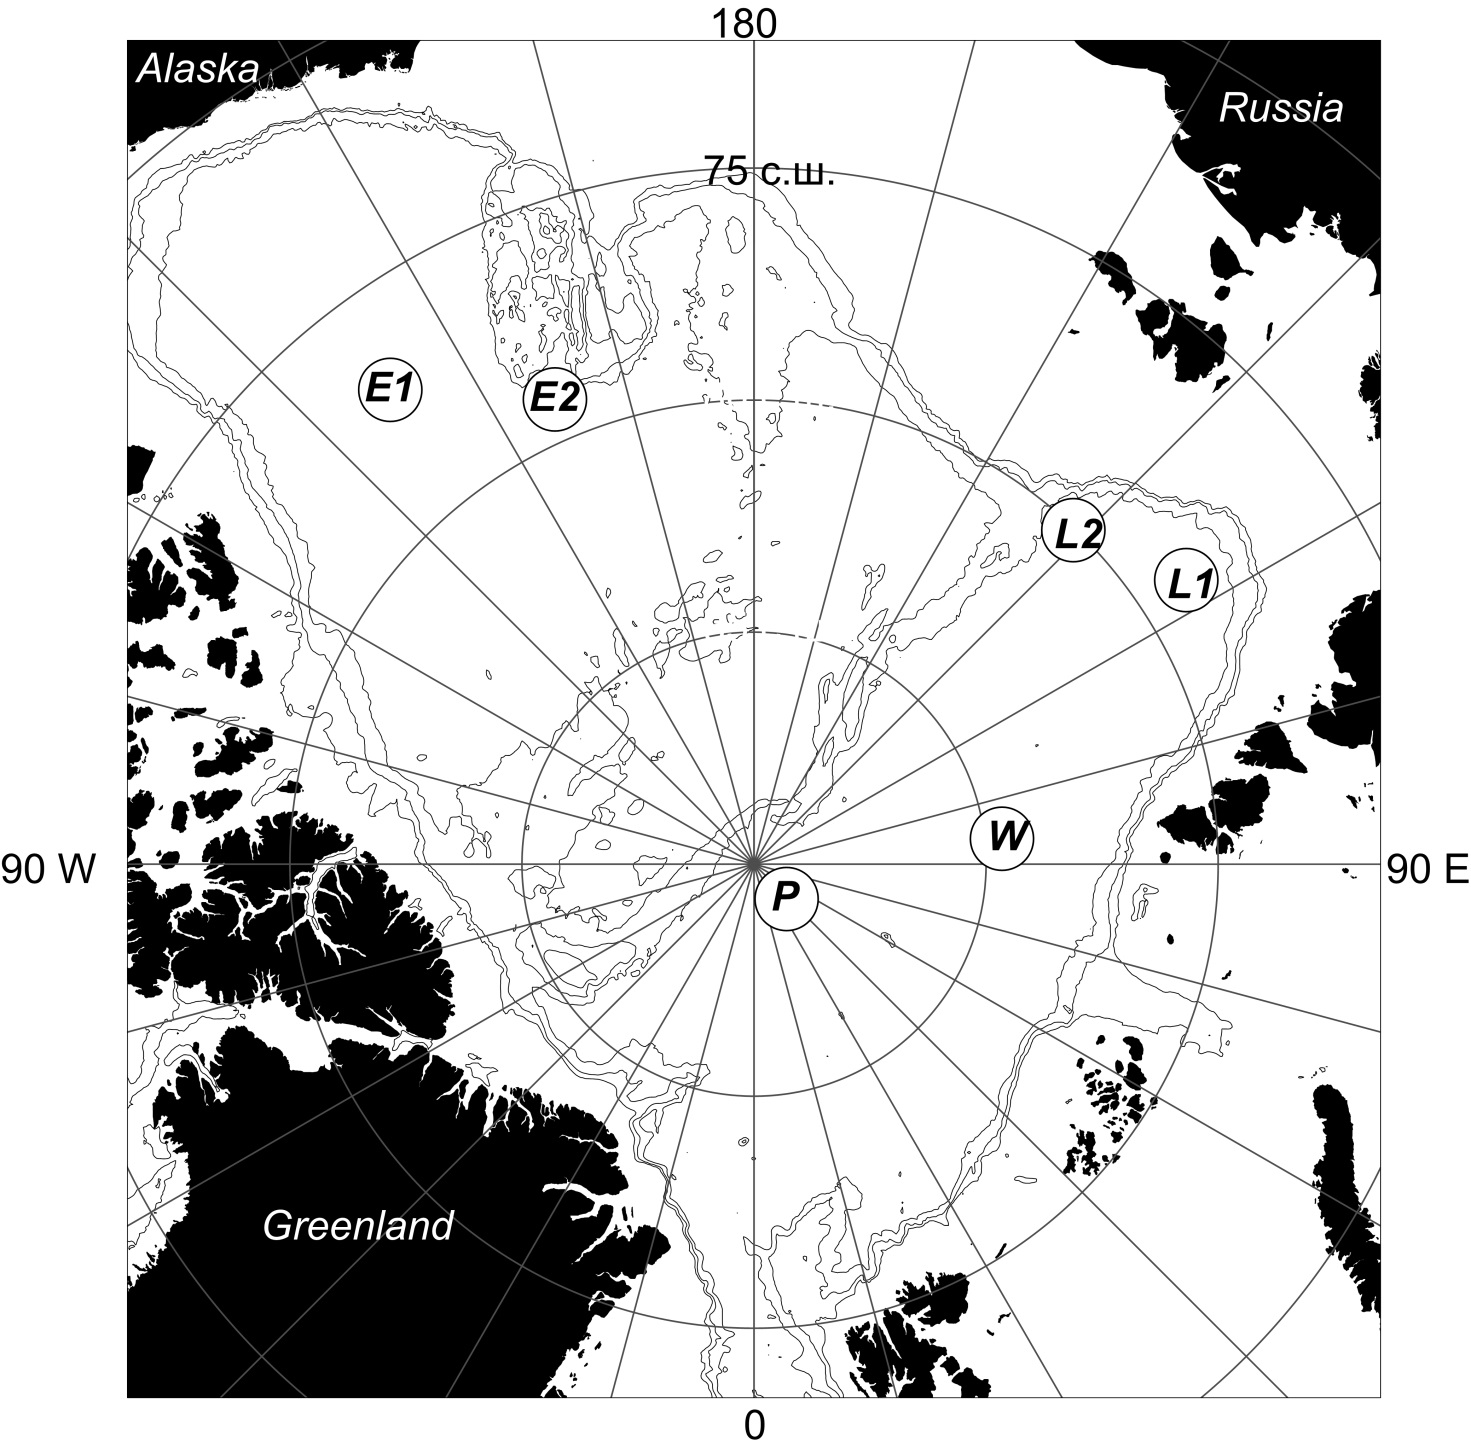 180
Alaska
Russia
75 с.ш.
E1
E2
L2
L1
W
90 W
90 E
P
Greenland
0